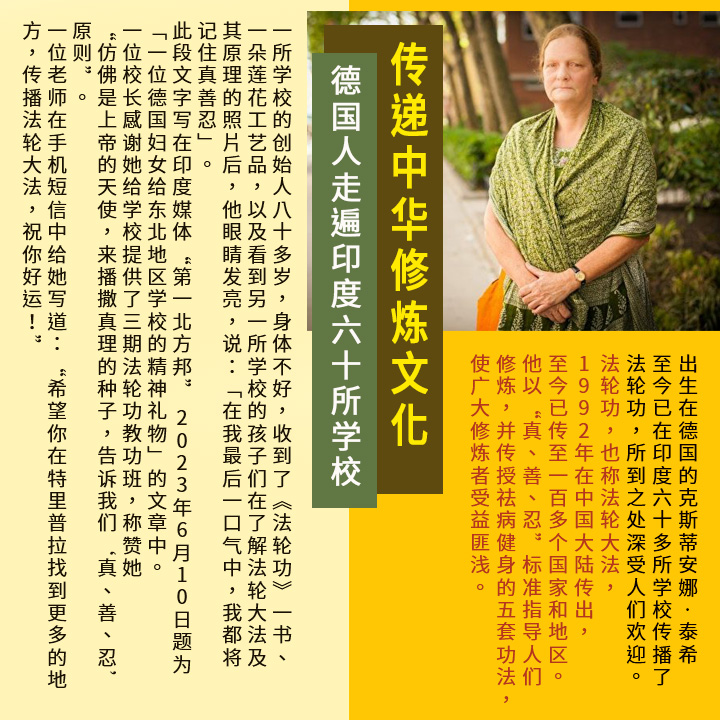 传递中华修炼文化
德国人走遍印度六十所学校
出生在德国的克斯蒂安娜·泰希
至今已在印度六十多所学校传播了
法轮功，所到之处深受人们欢迎。
法轮功，也称法轮大法，
1992年在中国大陆传出，
至今已传至一百多个国家和地区。
他以“真、善、忍”标准指导人们
修炼，并传授祛病健身的五套功法，
使广大修炼者受益匪浅。
一所学校的创始人八十多岁，身体不好，收到了《法轮功》一书、
一朵莲花工艺品，以及看到另一所学校的孩子们在了解法轮大法及
其原理的照片后，他眼睛发亮，说：「在我最后一口气中，我都将
记住真善忍」。
此段文字写在印度媒体“第一北方邦”2023年6月10日题为
「一位德国妇女给东北地区学校的精神礼物」的文章中。
一位校长感谢她给学校提供了三期法轮功教功班，称赞她
“仿佛是上帝的天使，来播撒真理的种子，告诉我们‘真、善、忍’
原则”。
一位老师在手机短信中给她写道：“希望你在特里普拉找到更多的地
方，传播法轮大法，祝你好运！”